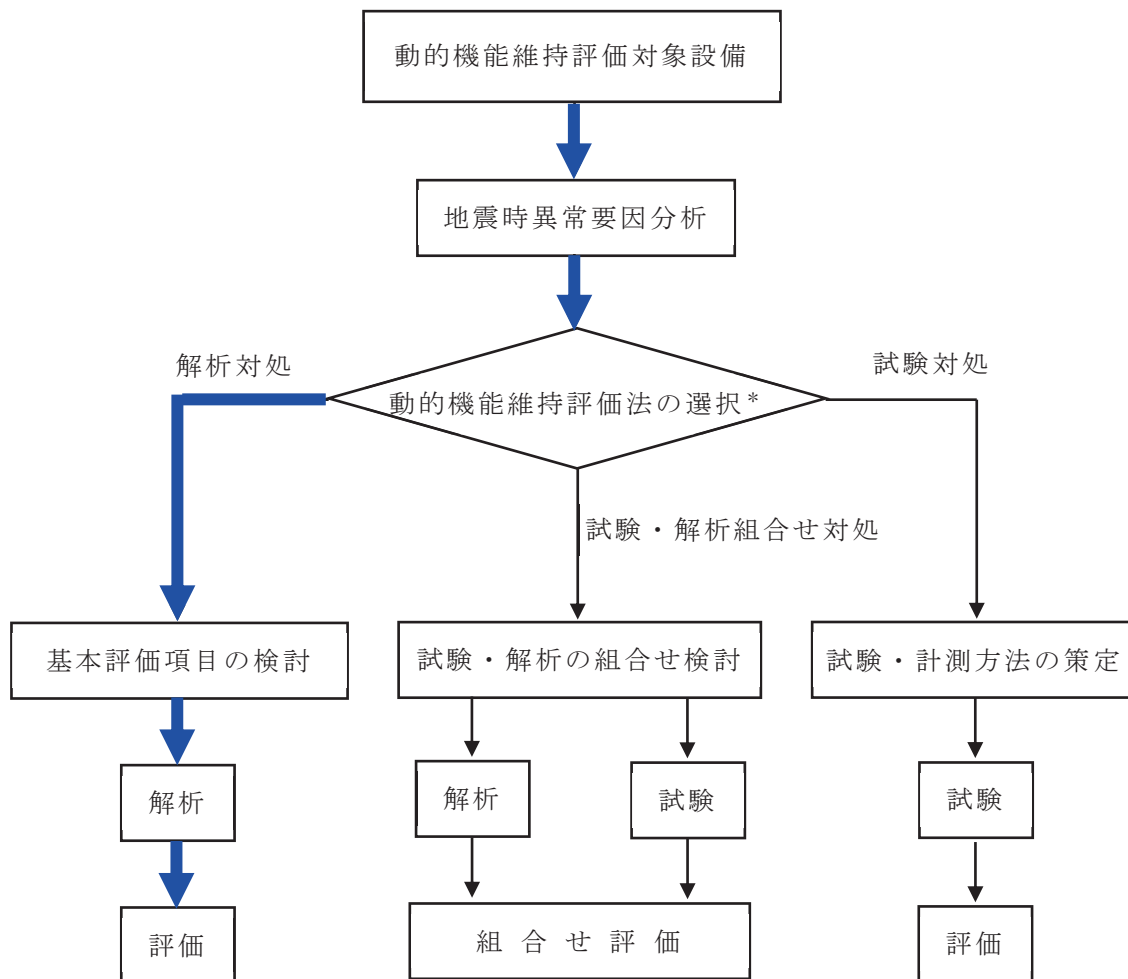 動的機能維持評価対象設備
地震時異常要因分析
解析対処
試験対処
動的機能維持評価法の選択*
試験・解析組合せ対処
基本評価項目の検討
試験・解析の組合せ検討
試験・計測方法の策定
解析
解析
試験
試験
評価
組合せ評価
評価